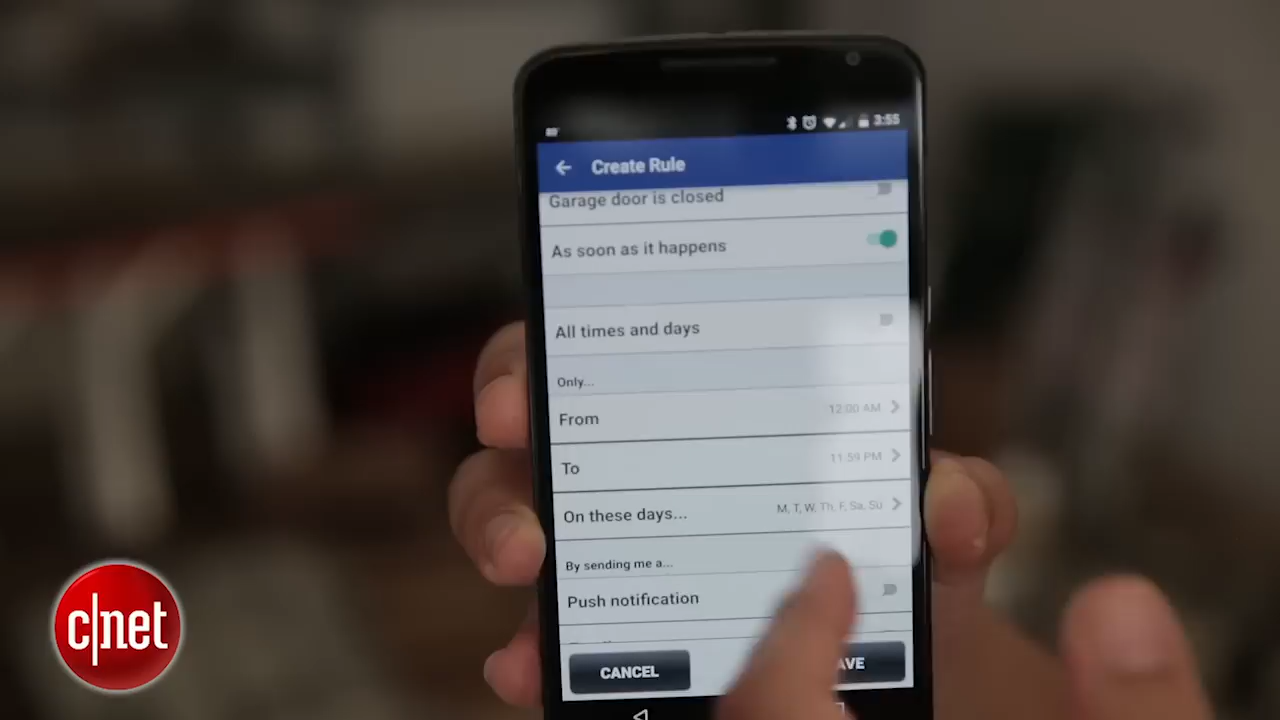 3:55
Create Rule
Garage door is closed
As soon as it happens
All times and days
Only...
From 12:00 AM
To 11:59 PM
On these days... M, T, W, Th, F, Sa, Su
By sending me a...
Push notification
CANCEL AVE
c|net